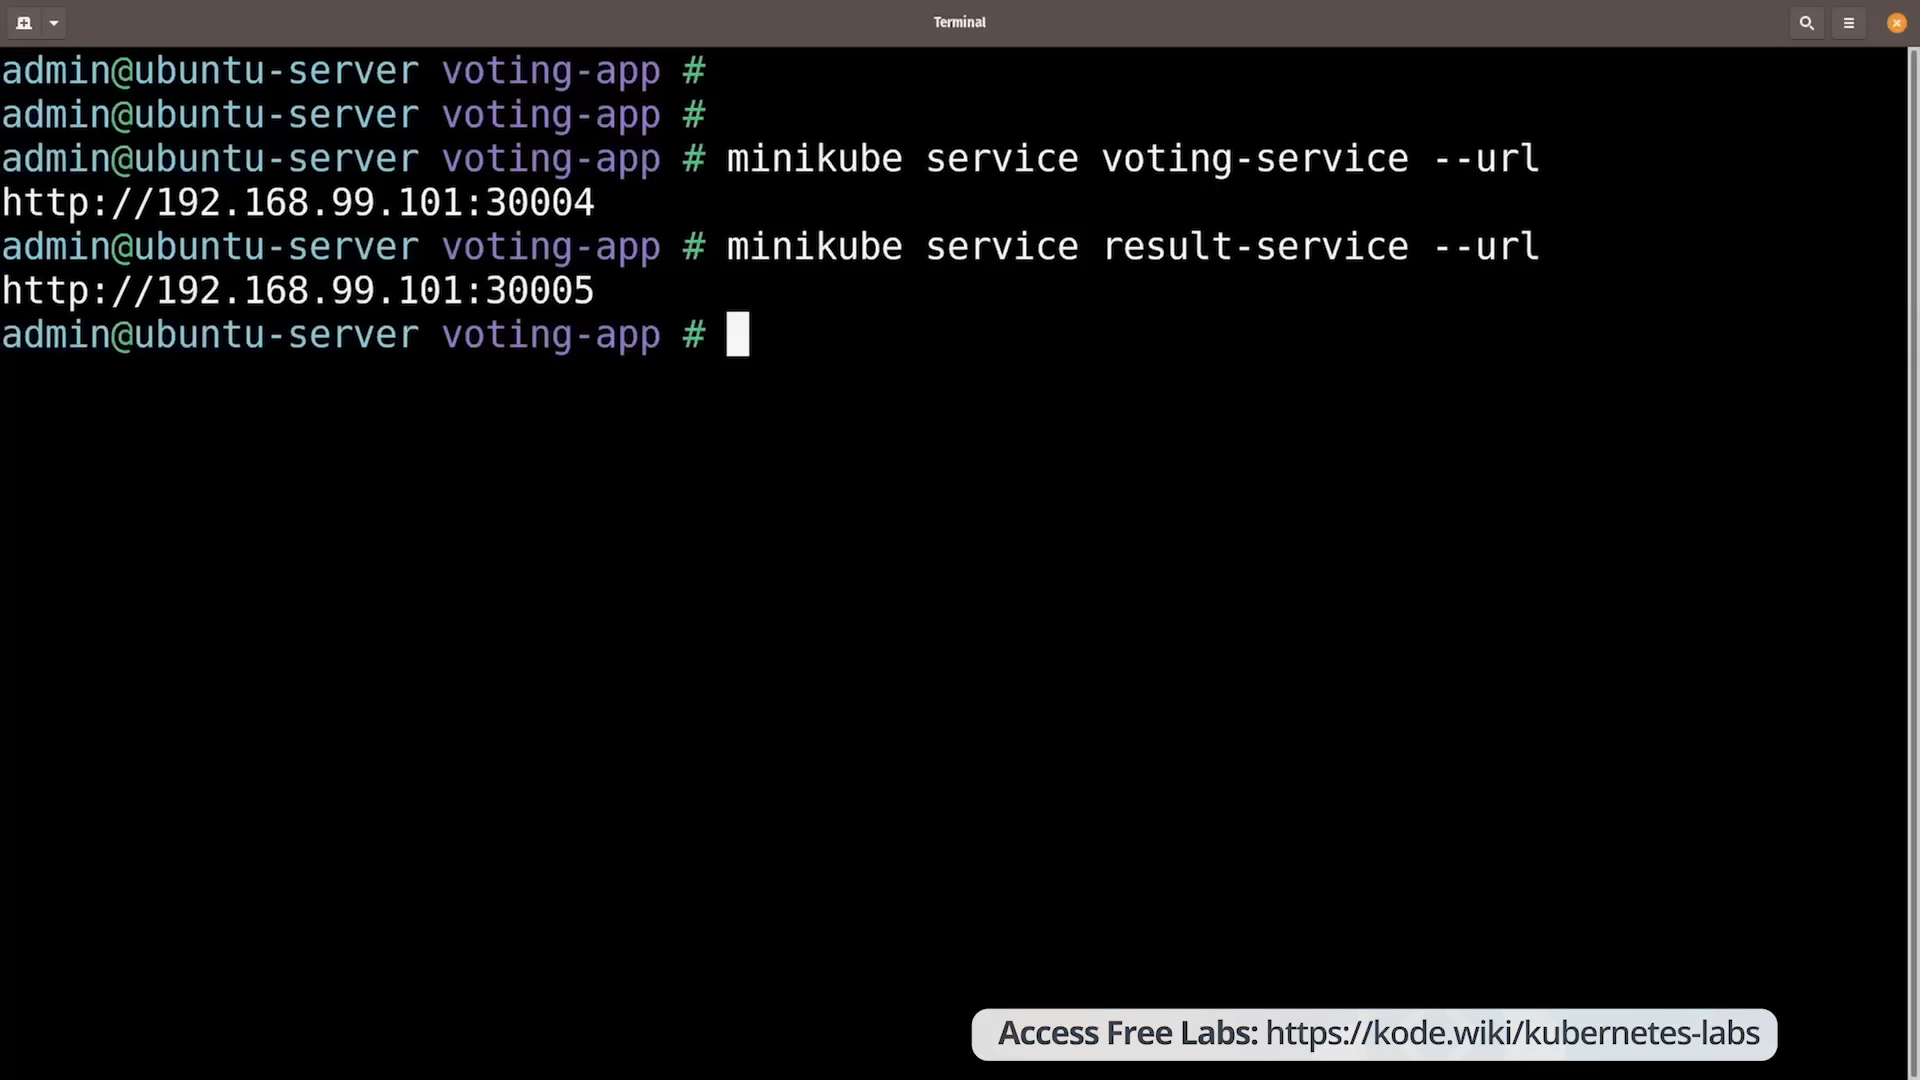 Terminal
admin@ubuntu-server voting-app #
admin@ubuntu-server voting-app #
admin@ubuntu-server voting-app # minikube service voting-service --url
http://192.168.99.101:30004
admin@ubuntu-server voting-app # minikube service result-service --url
http://192.168.99.101:30005
admin@ubuntu-server voting-app #
Access Free Labs: https://kode.wiki/kubernetes-labs